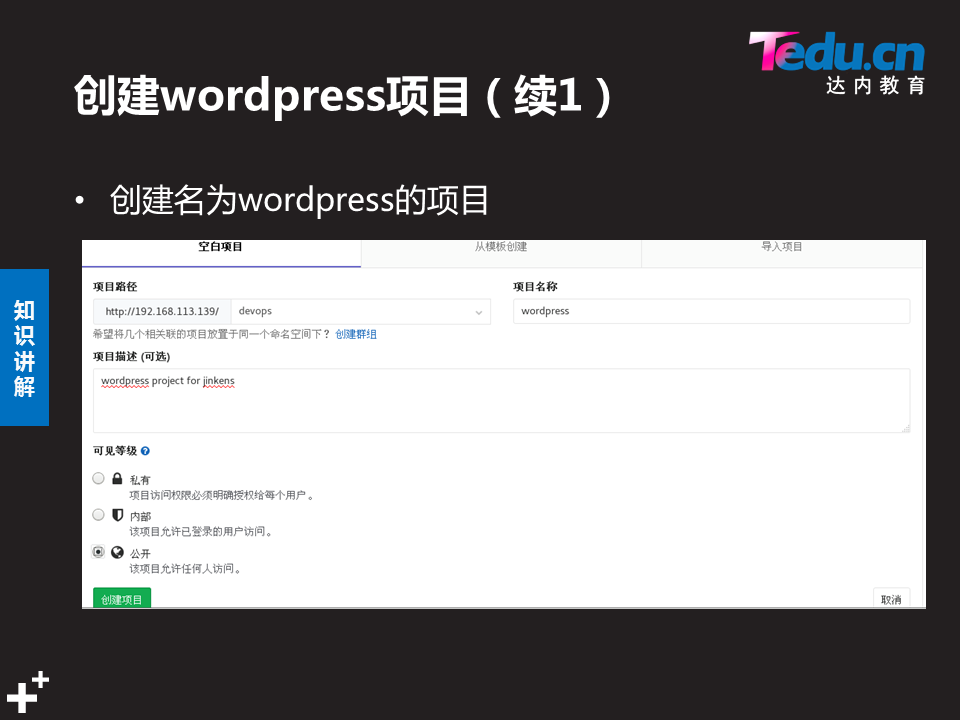 Tedu.cn
达内教育
创建wordpress项目（续1）
• 创建名为wordpress的项目
知识讲解
空白项目 从模板创建 导入项目
项目路径 项目名称
http://192.168.113.139/ devops wordpress
希望将几个相关联的项目放置于同一个命名空间下？ 创建群组
项目描述 (可选)
wordpress project for jinkens
可见等级
私有
项目访问权限必须明确授权给每个用户。
内部
该项目允许已登录的用户访问。
公开
该项目允许任何人访问。
创建项目 取消